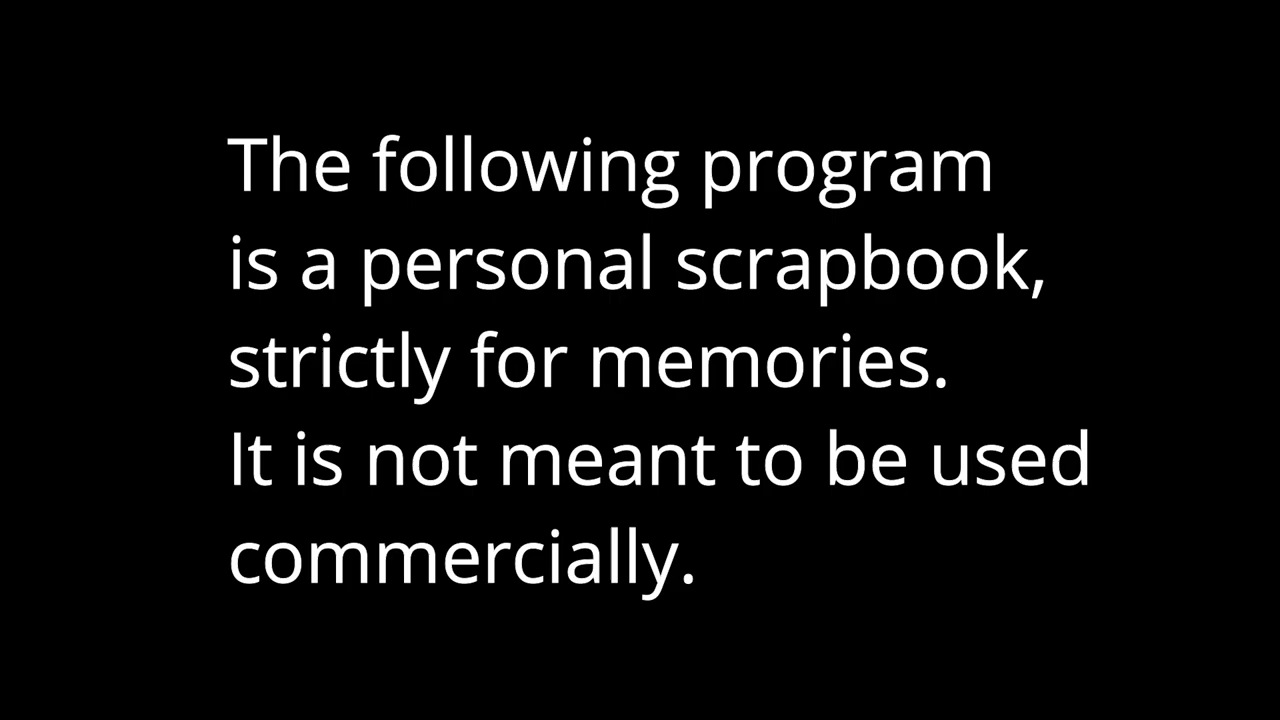 The following program
is a personal scrapbook,
strictly for memories.
It is not meant to be used
commercially.